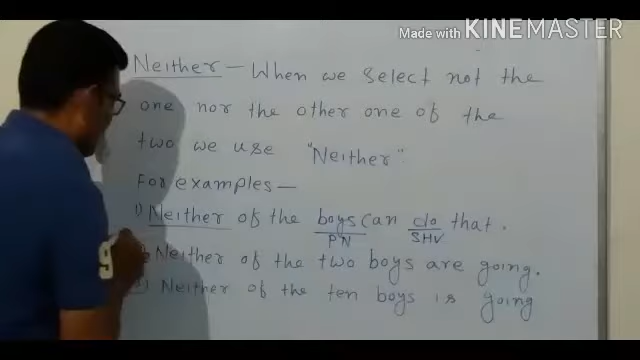 Made with KINEMASTER
Neither - When we select not the
one nor the other one of the
two we use "Neither".
For examples -
1) Neither of the boys can do that.
PN SHV
Neither of the two boys are going.
Neither of the ten boys is going
9